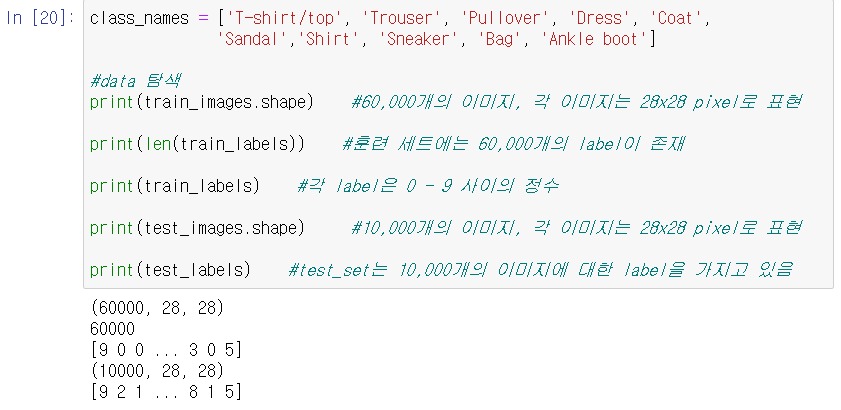 In [20]: class_names = ['T-shirt/top', 'Trouser', 'Pullover', 'Dress', 'Coat',
'Sandal','Shirt', 'Sneaker', 'Bag', 'Ankle boot']
#data 탐색
print(train_images.shape) #60,000개의 이미지, 각 이미지는 28x28 pixel로 표현
print(len(train_labels)) #훈련 세트에는 60,000개의 label이 존재
print(train_labels) #각 label은 0 - 9 사이의 정수
print(test_images.shape) #10,000개의 이미지, 각 이미지는 28x28 pixel로 표현
print(test_labels) #test_set는 10,000개의 이미지에 대한 label을 가지고 있음
(60000, 28, 28)
60000
[9 0 0 ... 3 0 5]
(10000, 28, 28)
[9 2 1 ... 8 1 5]